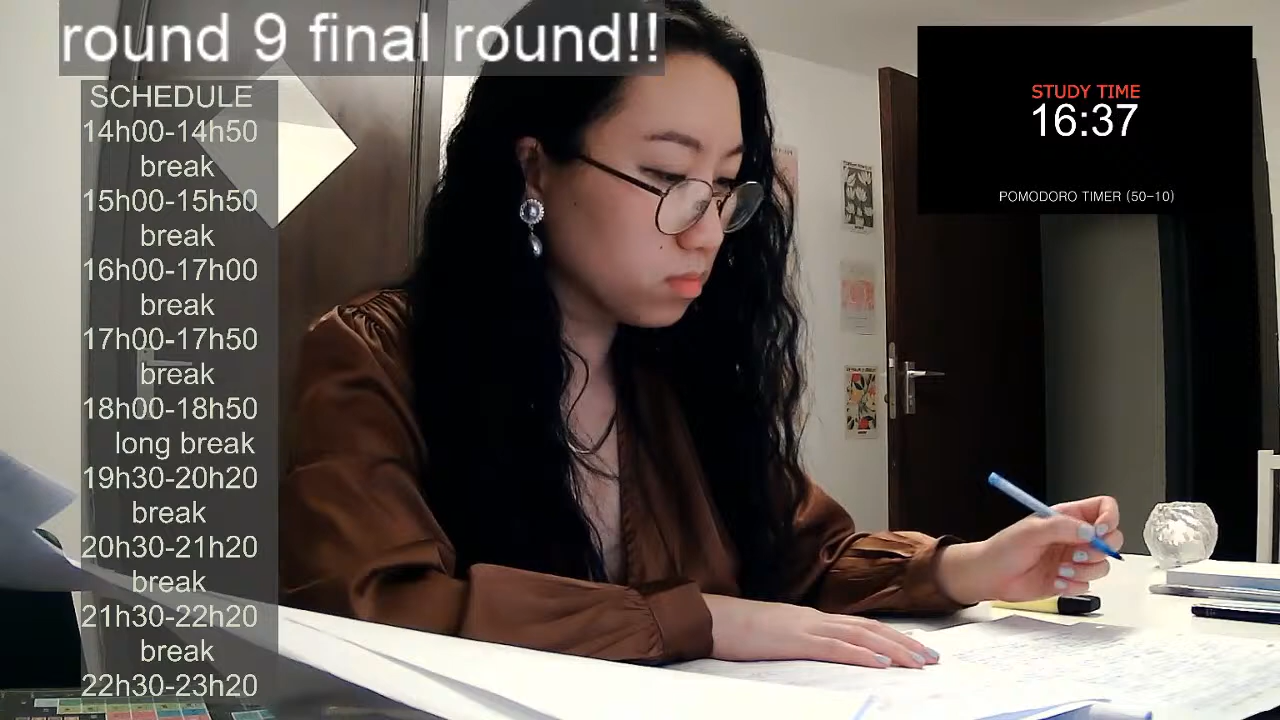 round 9 final round!!
SCHEDULE
14h00-14h50
break
15h00-15h50
break
16h00-17h00
break
17h00-17h50
break
18h00-18h50
long break
19h30-20h20
break
20h30-21h20
break
21h30-22h20
break
22h30-23h20
STUDY TIME
16:37
POMODORO TIMER (50-10)